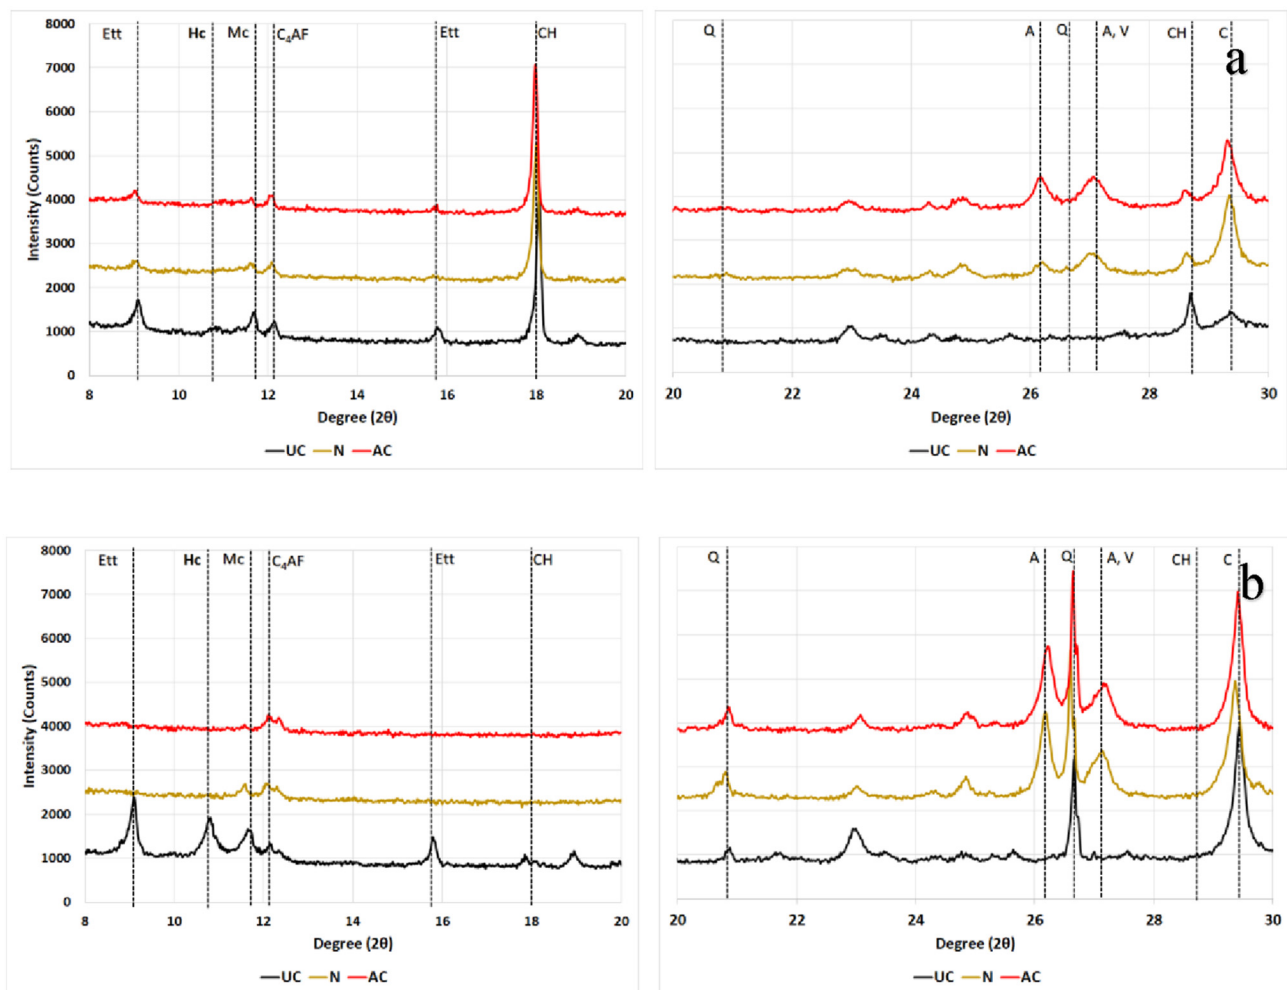 8000
7000
6000
5000
4000
3000
2000
1000
0
Intensity (Counts)
Ett Hc Mc C₄AF Ett CH
8 10 12 14 16 18 20
Degree (2θ)
UC N AC
Q A Q A, V CH C
a
20 22 24 26 28 30
Degree (2θ)
UC N AC
8000
7000
6000
5000
4000
3000
2000
1000
0
Intensity (Counts)
Ett Hc Mc C₄AF Ett CH
8 10 12 14 16 18 20
Degree (2θ)
UC N AC
Q A Q A, V CH C
b
20 22 24 26 28 30
Degree (2θ)
UC N AC